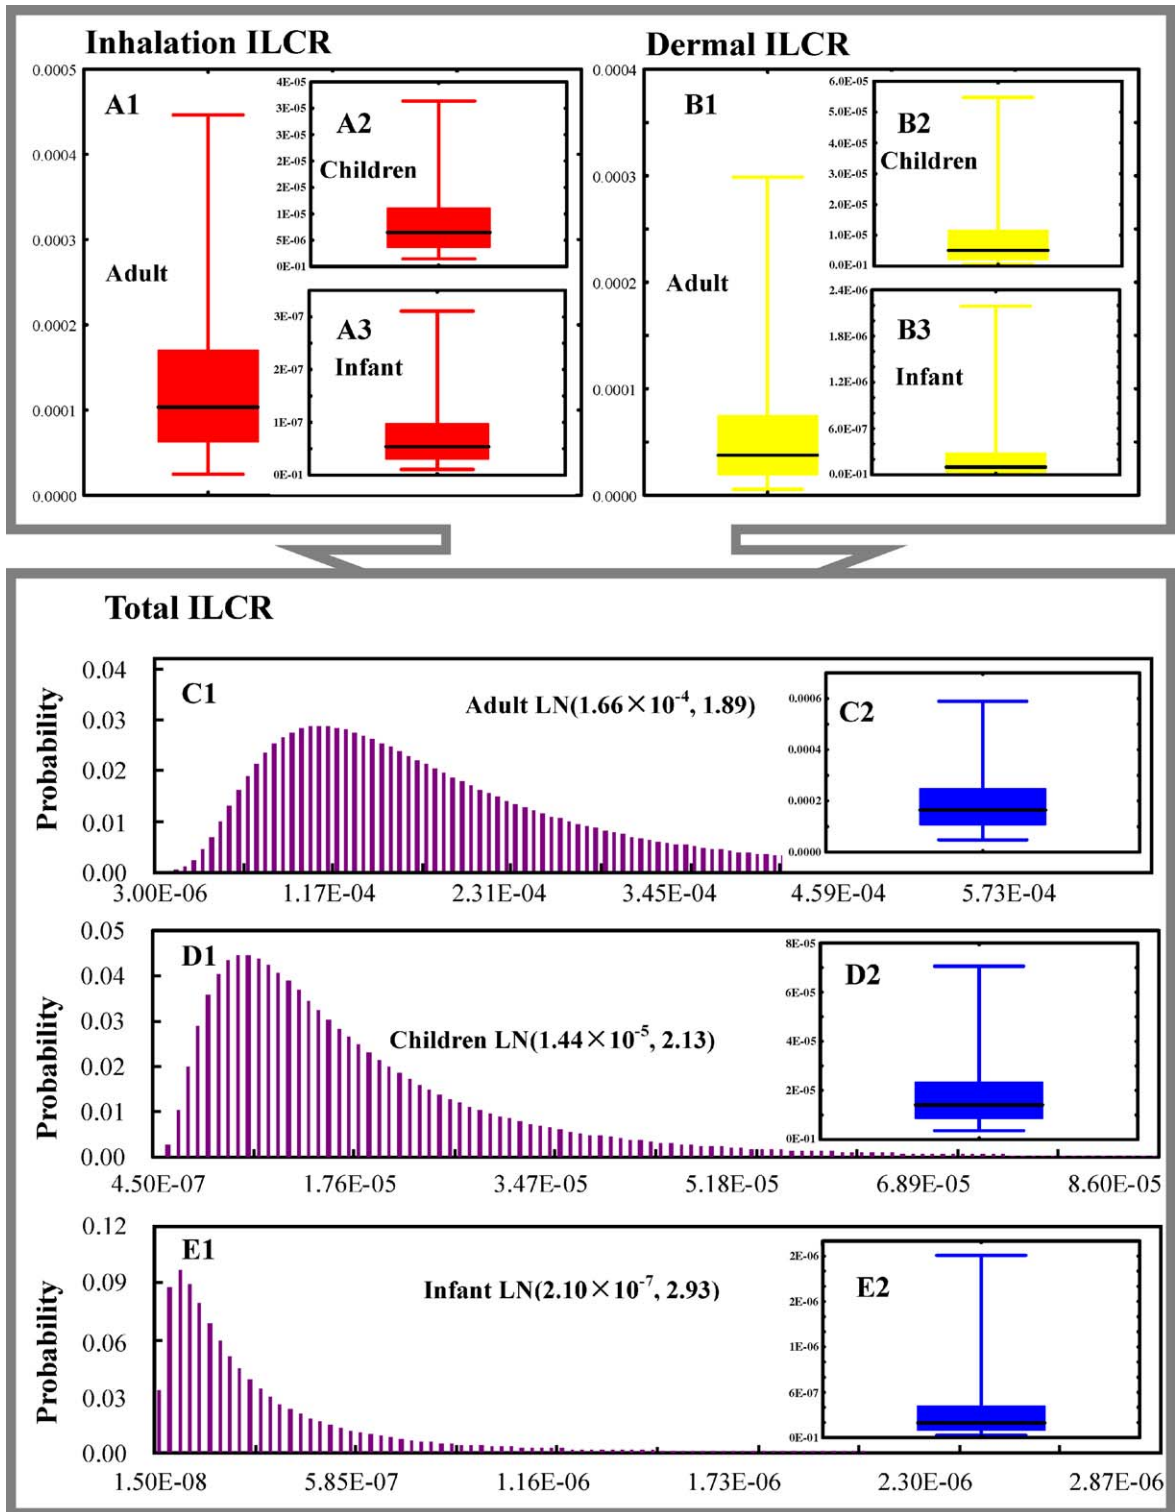 Inhalation ILCR
0.0005
0.0004
0.0003
0.0002
0.0001
0.0000
A1
Adult
4E-05
3E-05
3E-05
2E-05
2E-05
1E-05
5E-06
0E-01
A2
Children
3E-07
2E-07
1E-07
0E-01
A3
Infant
Dermal ILCR
0.0004
0.0003
0.0002
0.0001
0.0000
B1
Adult
6.0E-05
5.0E-05
4.0E-05
3.0E-05
2.0E-05
1.0E-05
0.0E-01
B2
Children
2.4E-06
1.8E-06
1.2E-06
6.0E-07
0.0E-01
B3
Infant
Total ILCR
Probability
0.04
0.03
0.02
0.01
0.00
C1
Adult LN(1.66×10-4, 1.89)
0.0006
0.0004
0.0002
0.0000
C2
3.00E-06 1.17E-04 2.31E-04 3.45E-04 4.59E-04 5.73E-04
Probability
0.05
0.04
0.03
0.02
0.01
0.00
D1
Children LN(1.44×10-5, 2.13)
8E-05
6E-05
4E-05
2E-05
0E-01
D2
4.50E-07 1.76E-05 3.47E-05 5.18E-05 6.89E-05 8.60E-05
Probability
0.12
0.09
0.06
0.03
0.00
E1
Infant LN(2.10×10-7, 2.93)
2E-06
2E-06
1E-06
6E-07
0E-01
E2
1.50E-08 5.85E-07 1.16E-06 1.73E-06 2.30E-06 2.87E-06